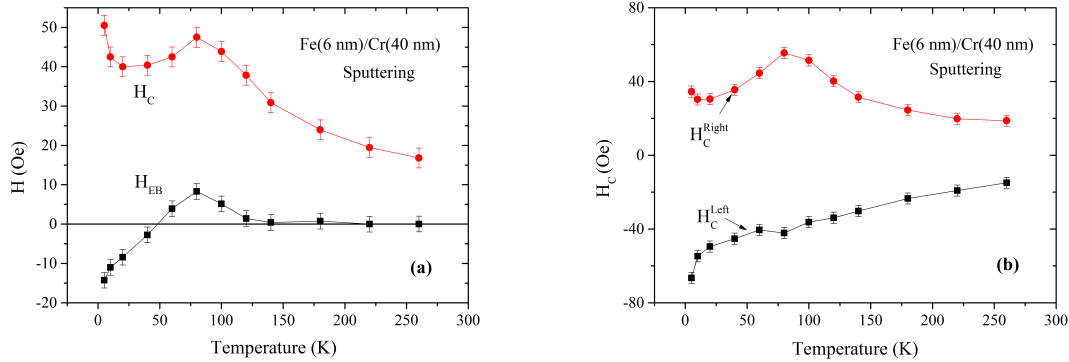 50
40
30
20
10
0
-10
-20
0
50
100
150
200
250
300
H (Oe)
Temperature (K)
Fe(6 nm)/Cr(40 nm)
Sputtering
H_C
H_EB
(a)
80
40
0
-40
-80
0
50
100
150
200
250
300
H_C (Oe)
Temperature (K)
Fe(6 nm)/Cr(40 nm)
Sputtering
H_C^Right
H_C^Left
(b)